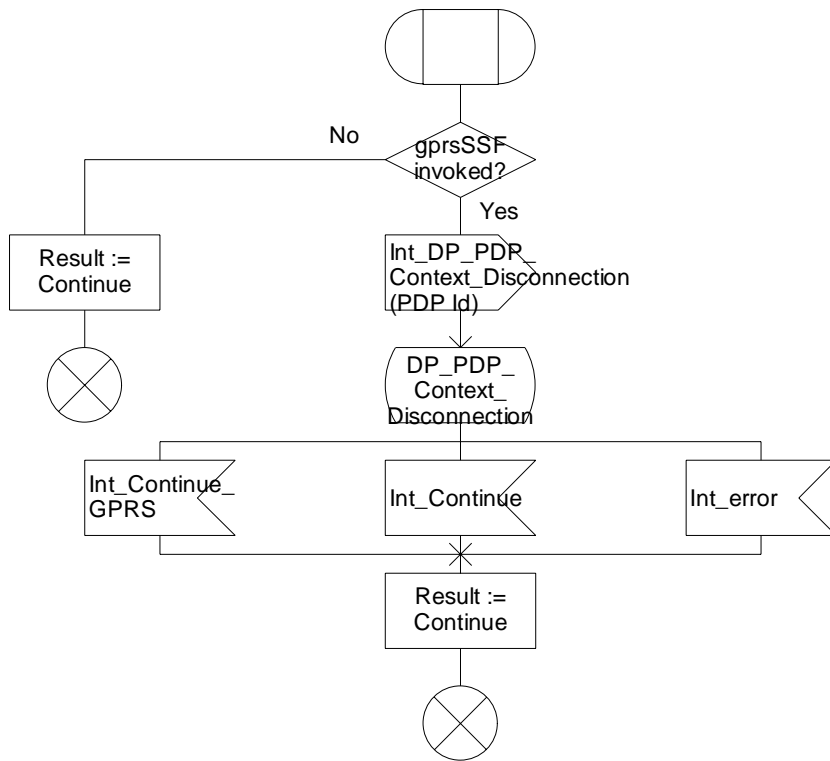 No
gprsSSF
invoked?
Yes
Result :=
Continue
Int_DP_PDP_
Context_Disconnection
(PDP Id)
DP_PDP_
Context_
Disconnection
Int_Continue_
GPRS
Int_Continue
Int_error
Result :=
Continue